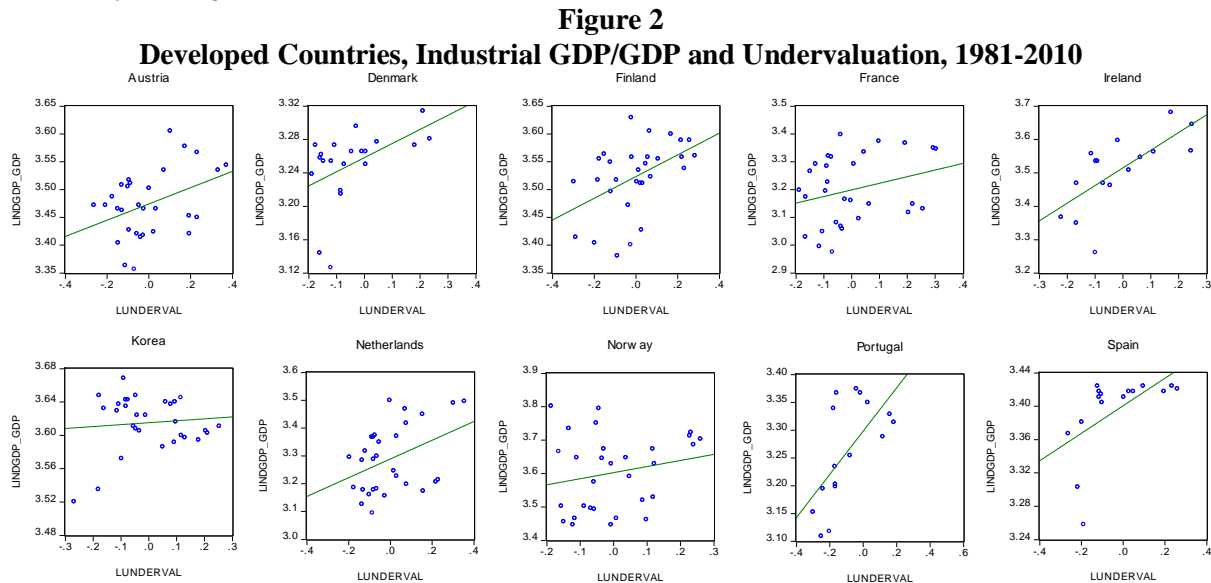 Figure 2
Developed Countries, Industrial GDP/GDP and Undervaluation, 1981-2010
Austria Denmark Finland France Ireland
3.65 3.32 3.65 3.5 3.7
3.60 3.28 3.60 3.4 3.6
3.55 3.24 3.55 3.3 3.5
3.50 3.20 3.50 3.2 3.4
3.45 3.16 3.45 3.1 3.3
3.40 3.12 3.40 3.0 3.2
3.35 3.35 2.9
LINDGDP_GDP LINDGDP_GDP LINDGDP_GDP LINDGDP_GDP LINDGDP_GDP
-.4 -.2 .0 .2 .4 -.2 -.1 .0 .1 .2 .3 .4 -.4 -.2 .0 .2 .4 -.2 -.1 .0 .1 .2 .3 .4 -.3 -.2 -.1 .0 .1 .2 .3
LUNDERVAL LUNDERVAL LUNDERVAL LUNDERVAL LUNDERVAL
Korea Netherlands Norw ay Portugal Spain
3.68 3.6 3.9 3.40 3.44
3.64 3.5 3.8 3.35 3.40
3.60 3.4 3.7 3.30 3.36
3.56 3.3 3.6 3.25 3.32
3.52 3.2 3.5 3.20 3.28
3.48 3.1 3.4 3.15 3.24
3.0 3.10
LINDGDP_GDP LINDGDP_GDP LINDGDP_GDP LINDGDP_GDP LINDGDP_GDP
-.3 -.2 -.1 .0 .1 .2 .3 -.4 -.2 .0 .2 .4 -.2 -.1 .0 .1 .2 .3 -.4 -.2 .0 .2 .4 .6 -.4 -.2 .0 .2 .4
LUNDERVAL LUNDERVAL LUNDERVAL LUNDERVAL LUNDERVAL